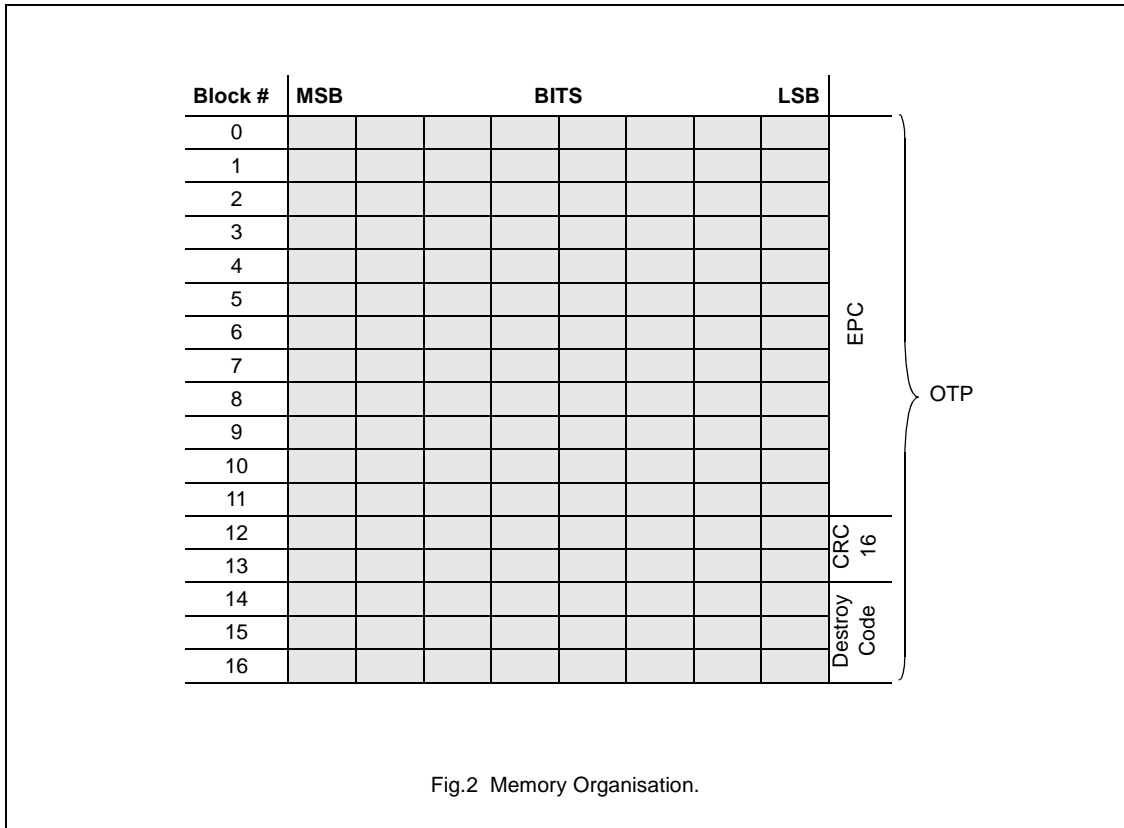 Block # MSB BITS LSB
0
1
2
3
4
5
6
EPC
7
8
OTP
9
10
11
12
CRC
16
13
14
Destroy
Code
15
16
Fig.2 Memory Organisation.